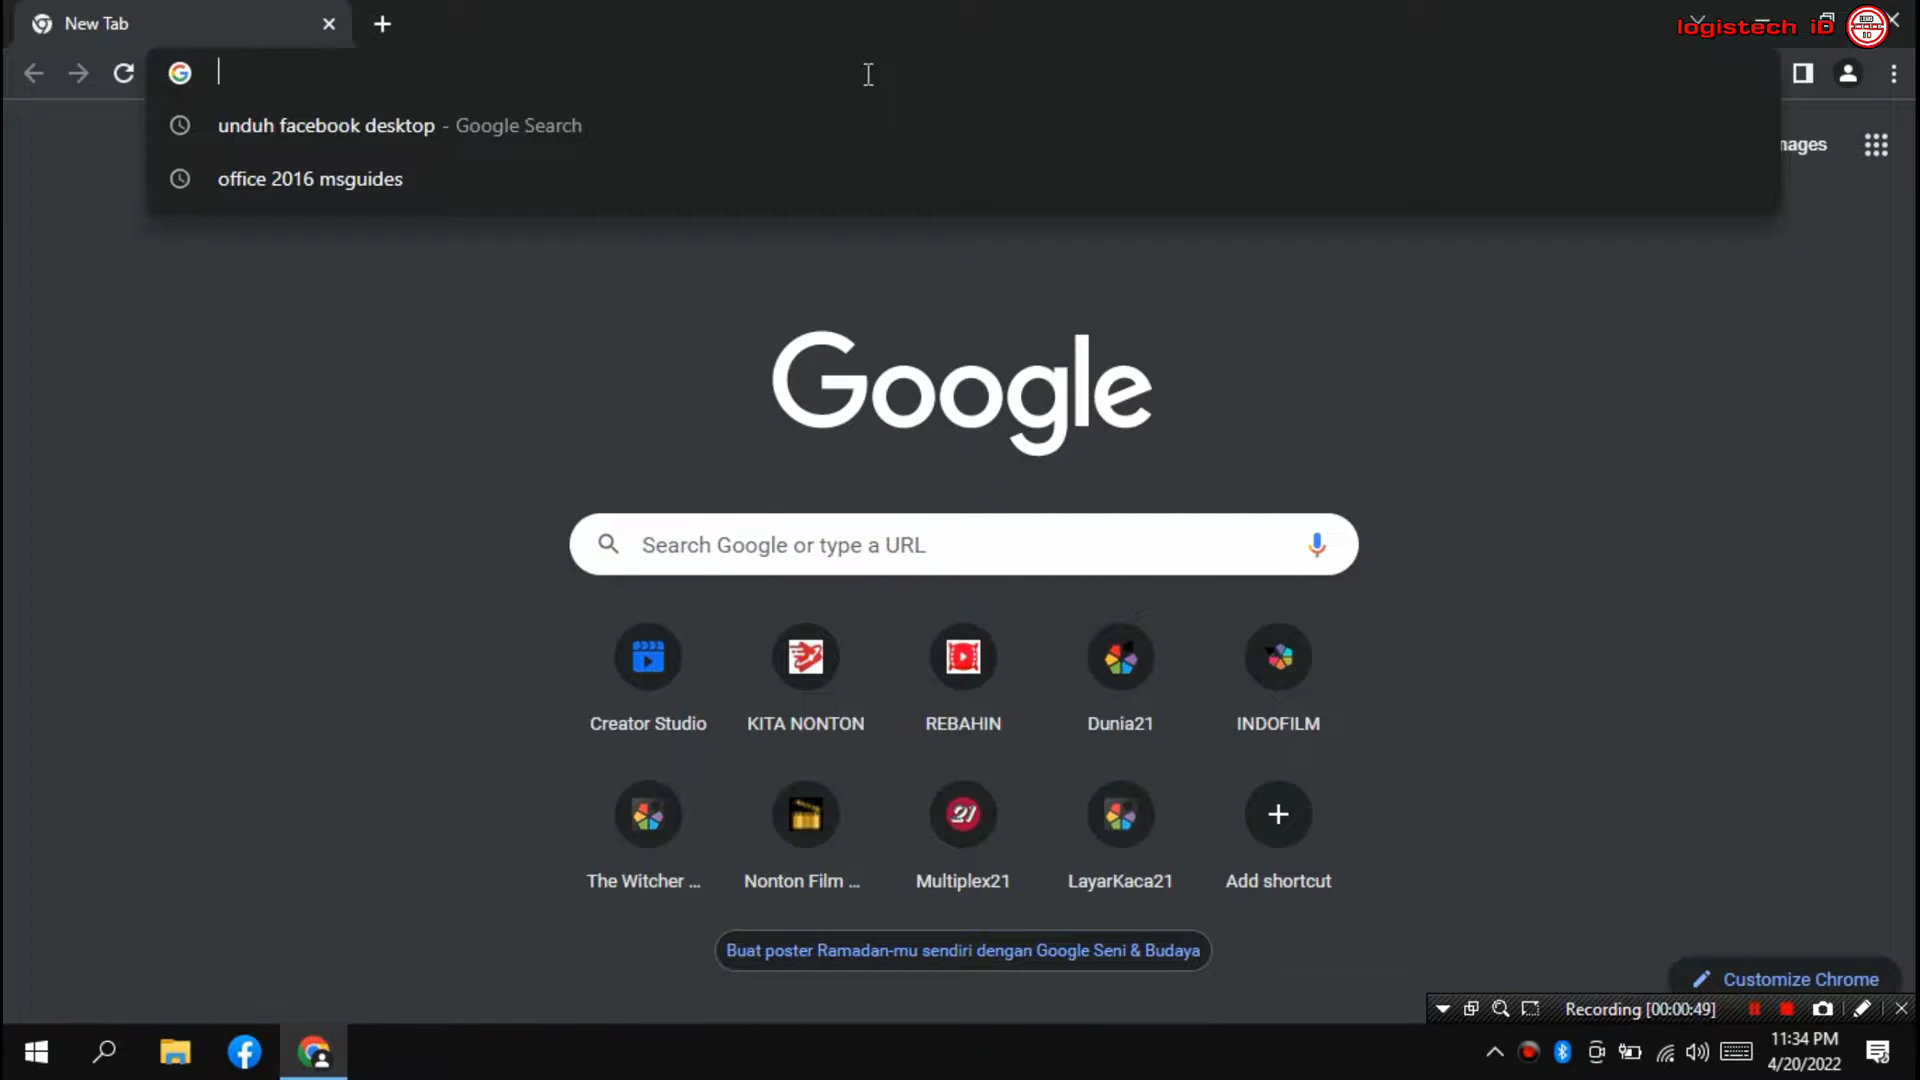 New Tab
logistech iD
unduh facebook desktop - Google Search
office 2016 msguides
mages
Google
Search Google or type a URL
Creator Studio
KITA NONTON
REBAHIN
Dunia21
INDOFILM
The Witcher ...
Nonton Film ...
Multiplex21
LayarKaca21
Add shortcut
Buat poster Ramadan-mu sendiri dengan Google Seni & Budaya
Customize Chrome
Recording [00:00:49]
11:34 PM
4/20/2022